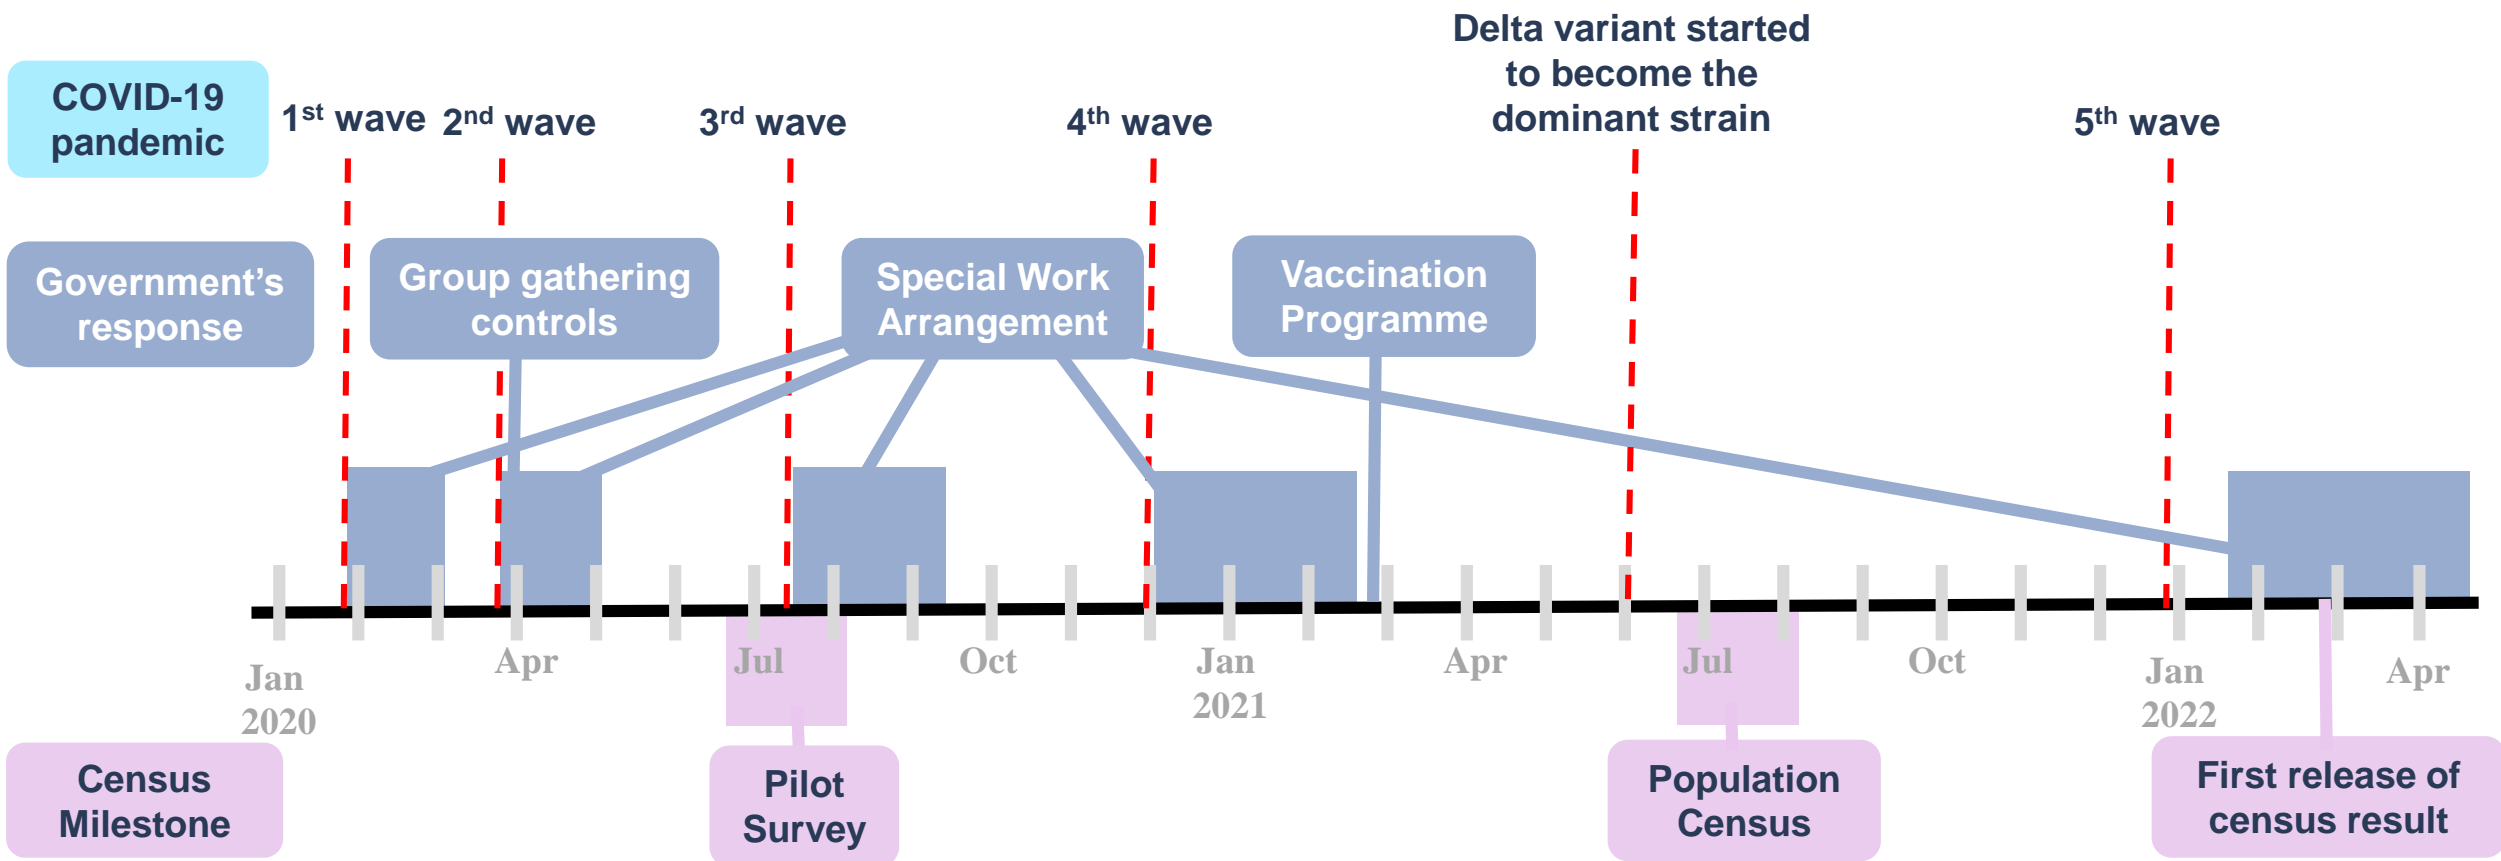 Delta variant started
to become the
dominant strain
COVID-19
pandemic
1st wave
2nd wave
3rd wave
4th wave
5th wave
Government’s
response
Group gathering
controls
Special Work
Arrangement
Vaccination
Programme
Jan
2020
Apr
Jul
Oct
Jan
2021
Apr
Jul
Oct
Jan
2022
Apr
Census
Milestone
Pilot
Survey
Population
Census
First release of
census result